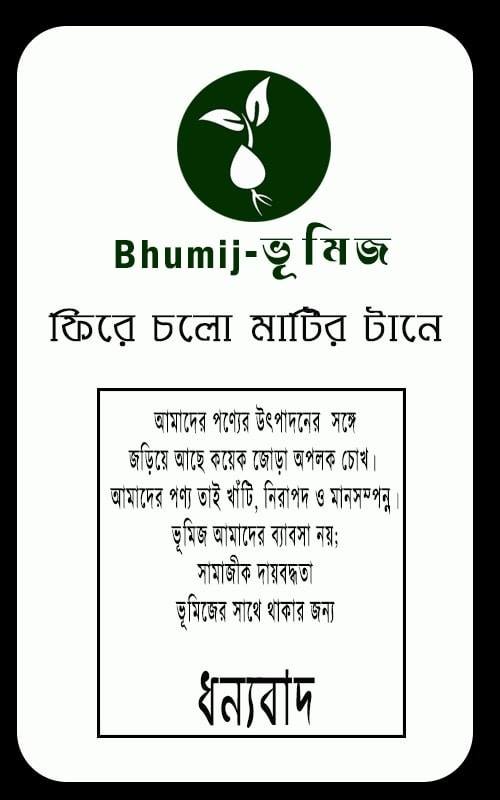 Bhumij-ভূমিজ
ফিরে চলো মাটির টানে
আমাদের পণ্যের উৎপাদনের সঙ্গে
জড়িয়ে আছে কয়েক জোড়া অপলক চোখ।
আমাদের পণ্য তাই খাঁটি, নিরাপদ ও মানসম্পন্ন।
ভূমিজ আমাদের ব্যাবসা নয়;
সামাজীক দায়বদ্ধতা
ভূমিজের সাথে থাকার জন্য
ধন্যবাদ